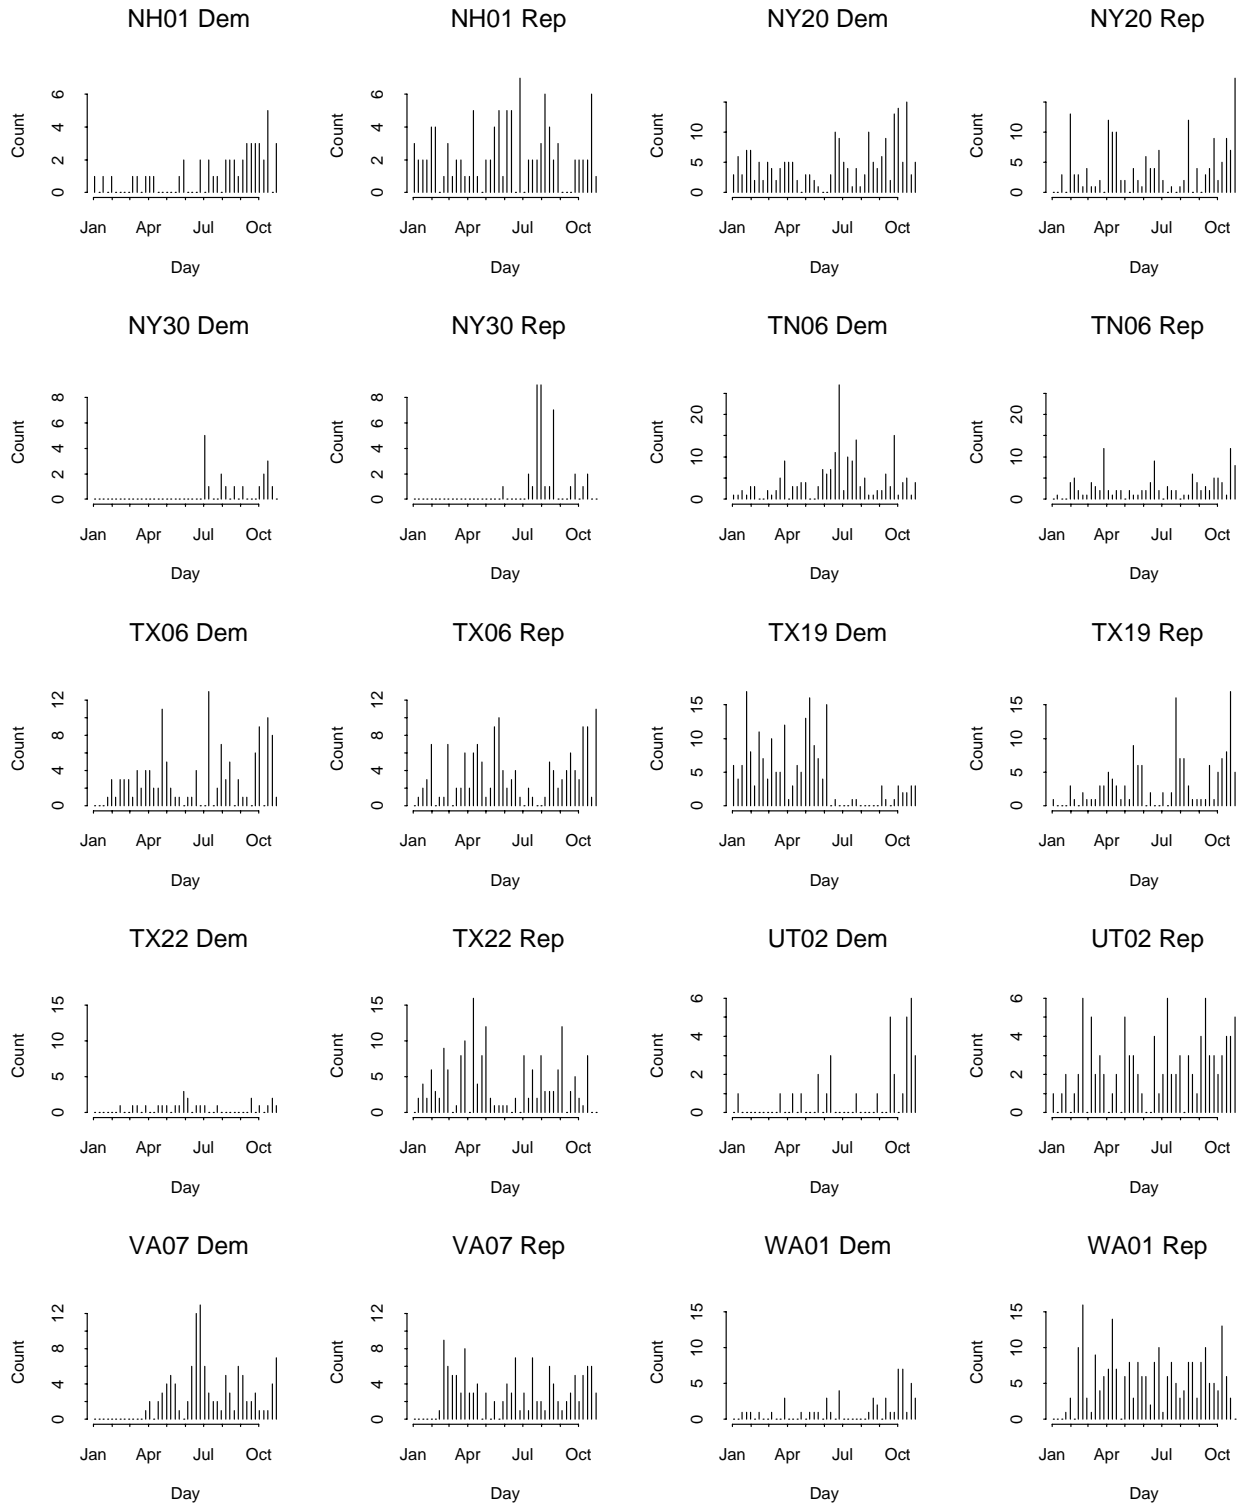 NH01 Dem NH01 Rep NY20 Dem NY20 Rep
Count 0 2 4 6 Count 0 2 4 6 Count 0 5 10 Count 0 5 10
Jan Apr Jul Oct Jan Apr Jul Oct Jan Apr Jul Oct Jan Apr Jul Oct
Day Day Day Day
NY30 Dem NY30 Rep TN06 Dem TN06 Rep
Count 0 2 4 6 8 Count 0 2 4 6 8 Count 0 10 20 Count 0 10 20
Jan Apr Jul Oct Jan Apr Jul Oct Jan Apr Jul Oct Jan Apr Jul Oct
Day Day Day Day
TX06 Dem TX06 Rep TX19 Dem TX19 Rep
Count 0 4 8 12 Count 0 4 8 12 Count 0 5 10 15 Count 0 5 10 15
Jan Apr Jul Oct Jan Apr Jul Oct Jan Apr Jul Oct Jan Apr Jul Oct
Day Day Day Day
TX22 Dem TX22 Rep UT02 Dem UT02 Rep
Count 0 5 10 15 Count 0 5 10 15 Count 0 2 4 6 Count 0 2 4 6
Jan Apr Jul Oct Jan Apr Jul Oct Jan Apr Jul Oct Jan Apr Jul Oct
Day Day Day Day
VA07 Dem VA07 Rep WA01 Dem WA01 Rep
Count 0 4 8 12 Count 0 4 8 12 Count 0 5 10 15 Count 0 5 10 15
Jan Apr Jul Oct Jan Apr Jul Oct Jan Apr Jul Oct Jan Apr Jul Oct
Day Day Day Day